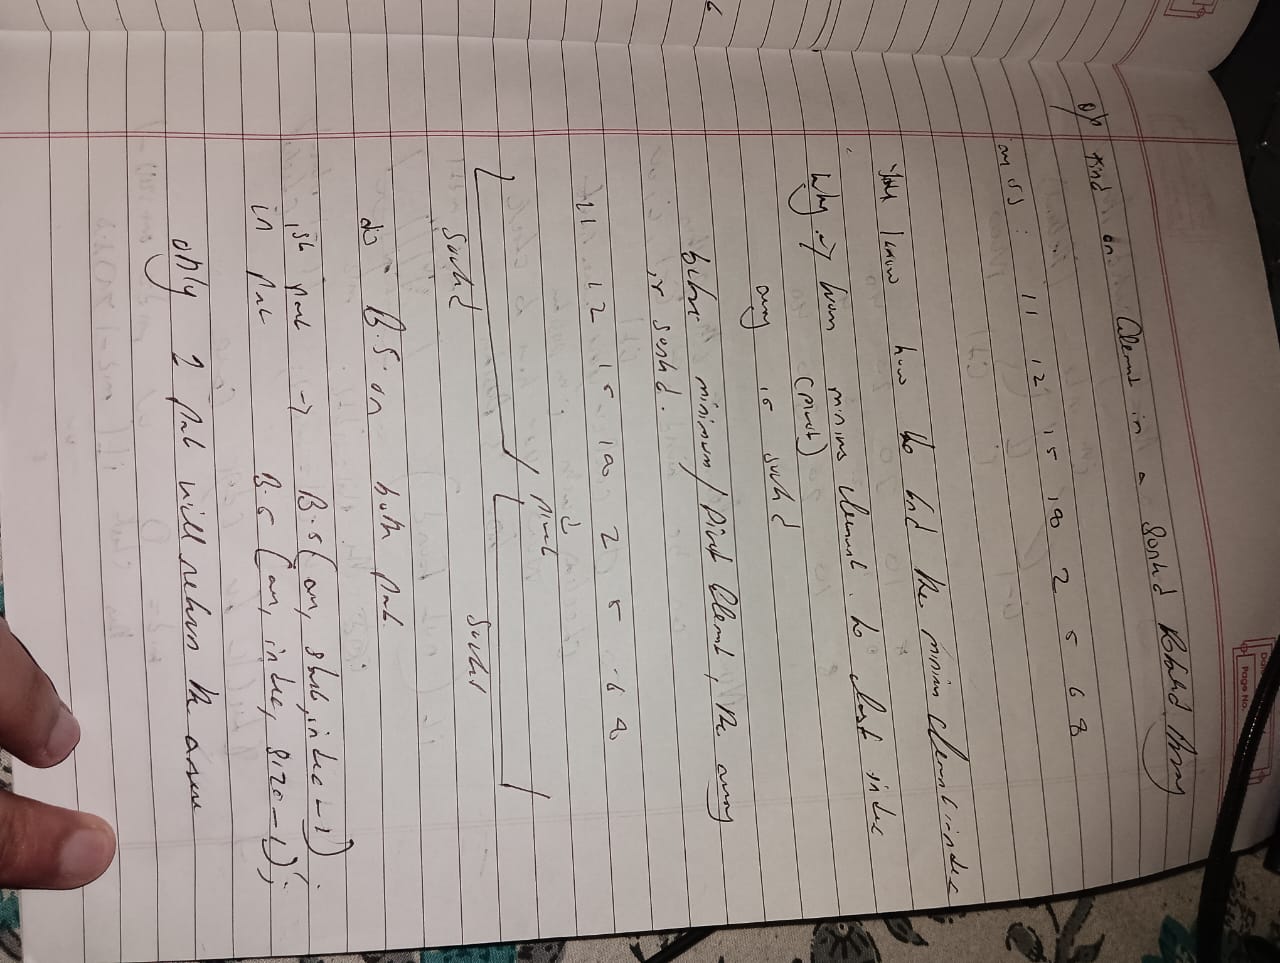 Page No.
Q/n find an element in a sorted Rotated Array
arr is : 11 12 15 18 2 5 6 8
You know how to find the minimum element index
Why → from minimum element to last index
(pivot)
array is sorted
before minimum / pivot element, the array
is sorted.
11 12 15 18 2 5 6 8
pivot
sorted sorted
do B.S on both part.
1st part → B.S(arr, start, index-1);
in part B.S(arr, index, size-1);
only 1 part will return the answer